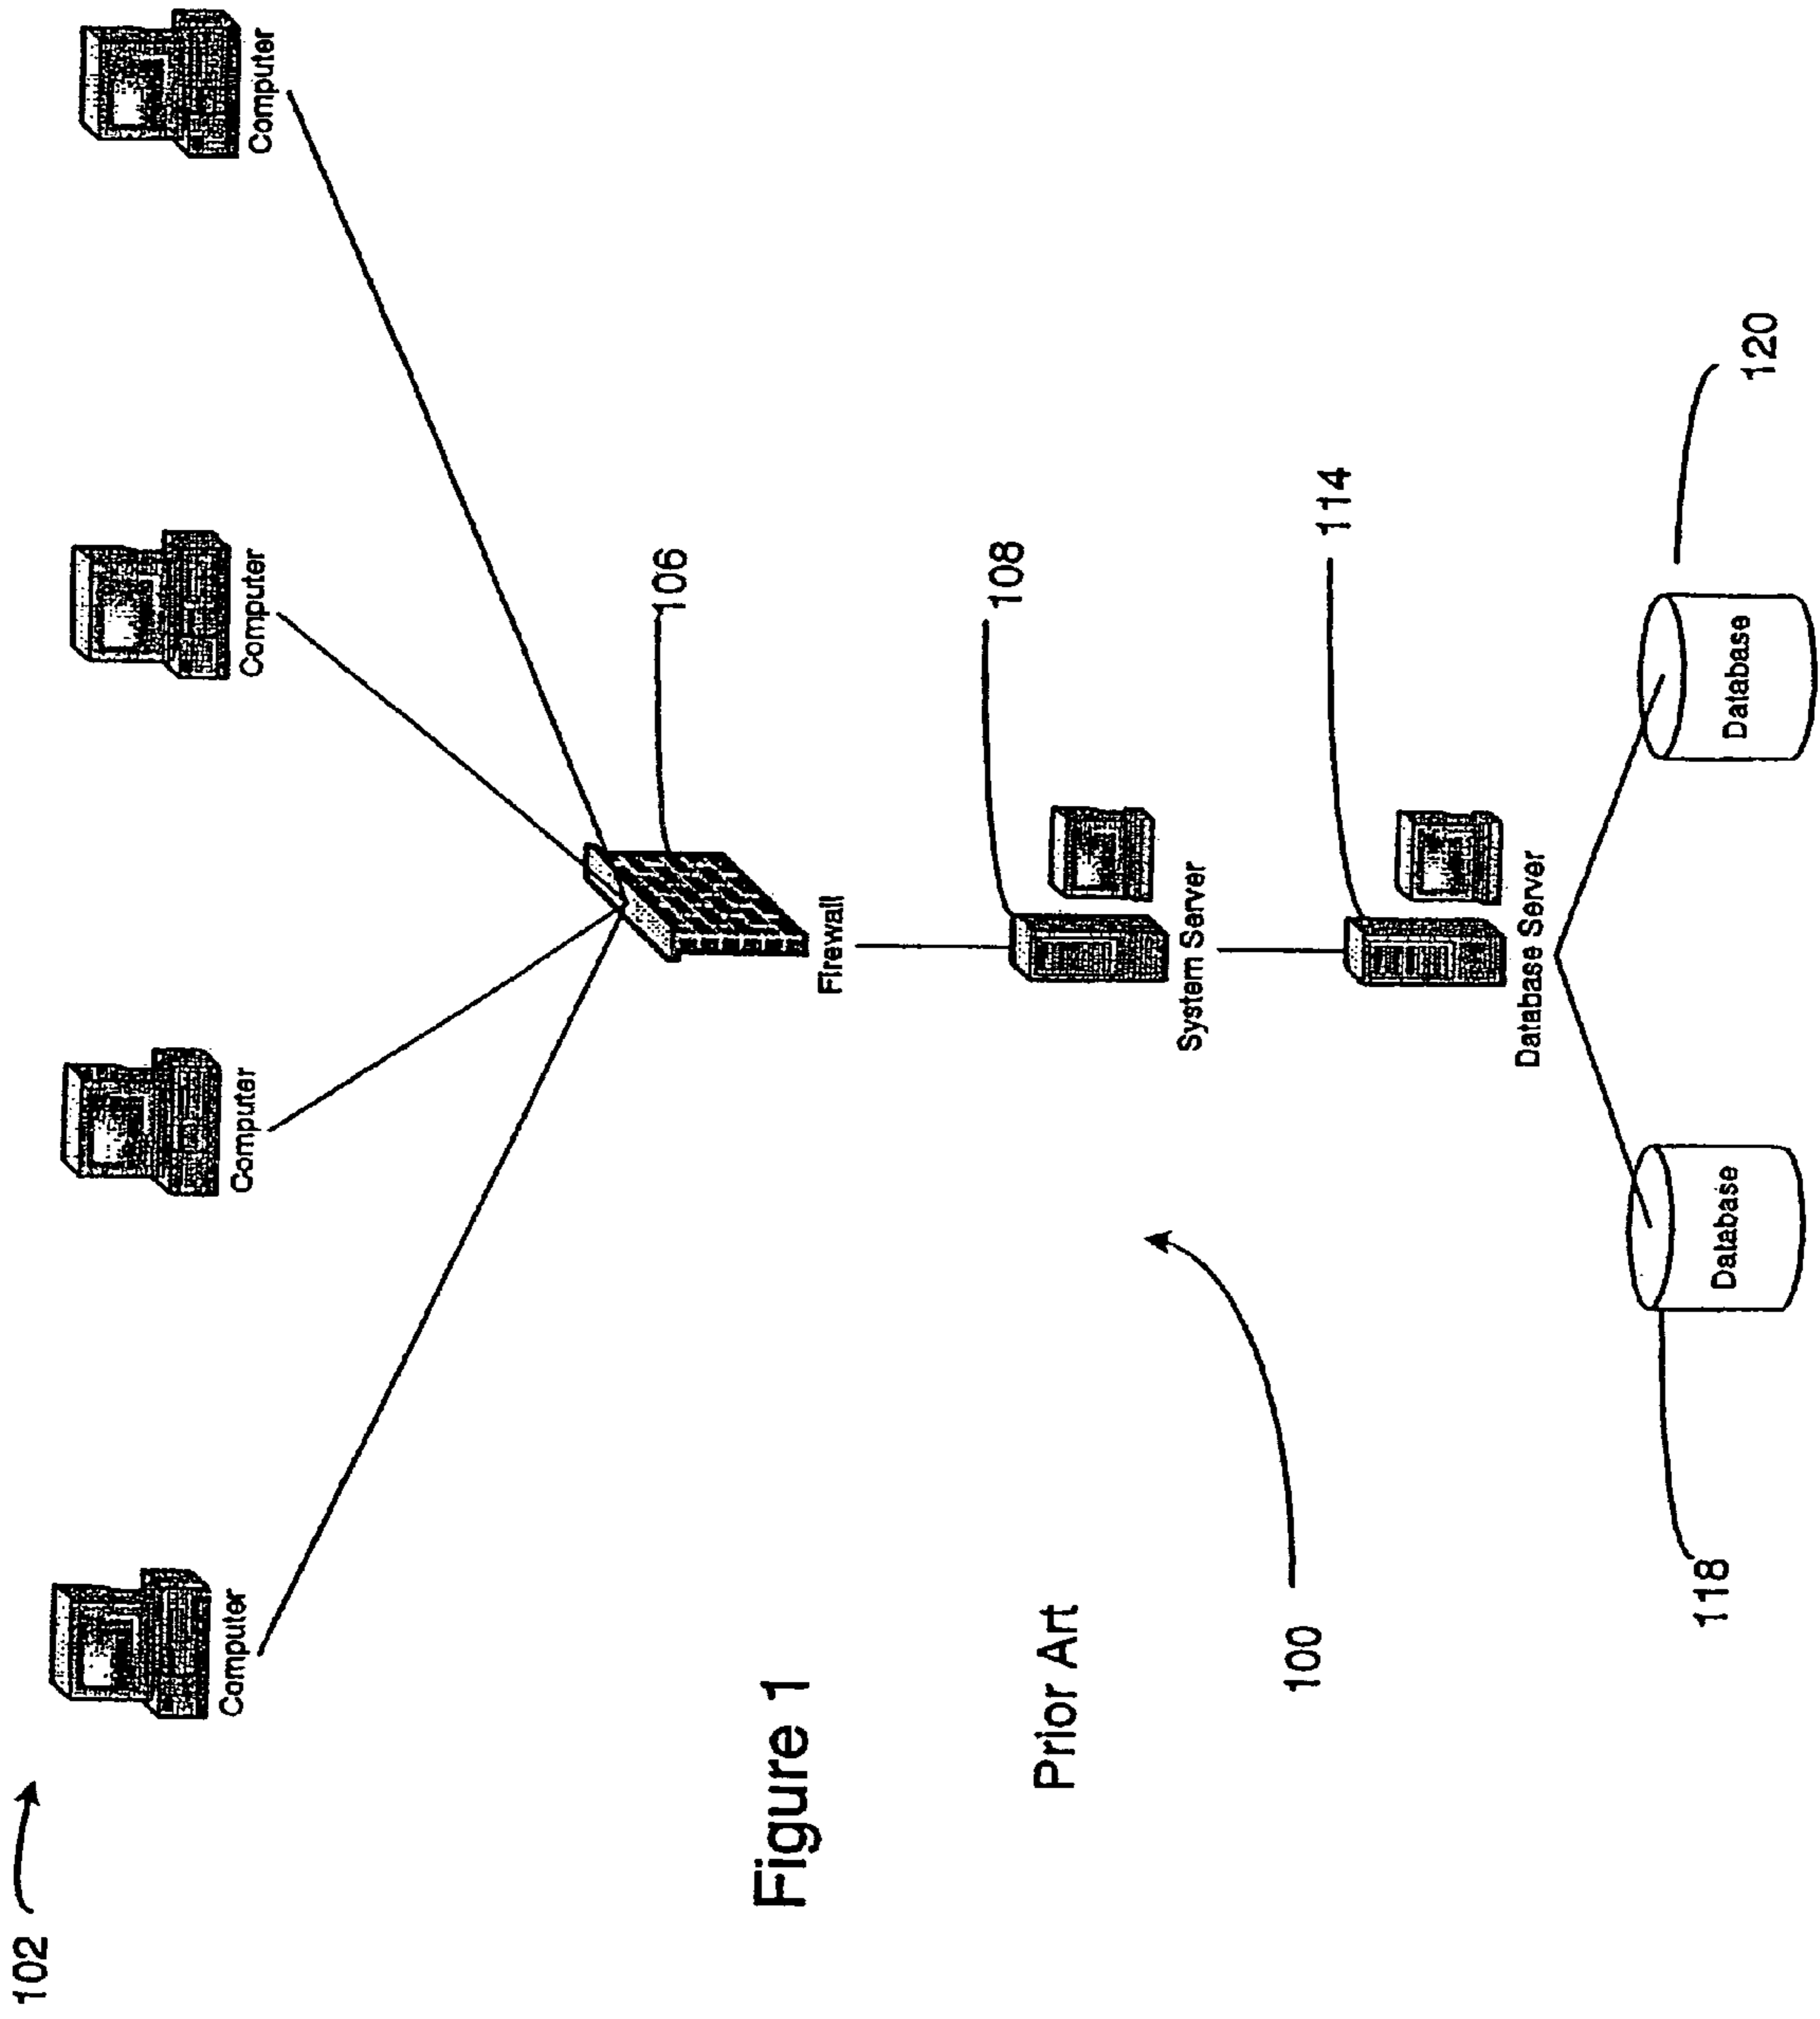 102
Computer
Computer
Computer
Computer
106
Firewall
Figure 1
108
System Server
Prior Art
100
114
Database Server
118
Database
Database
120